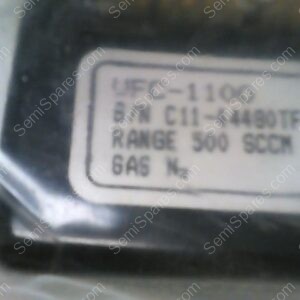 UFC-1100
RANGE 500 SCCM
GAS N₂
SemiSpares.com